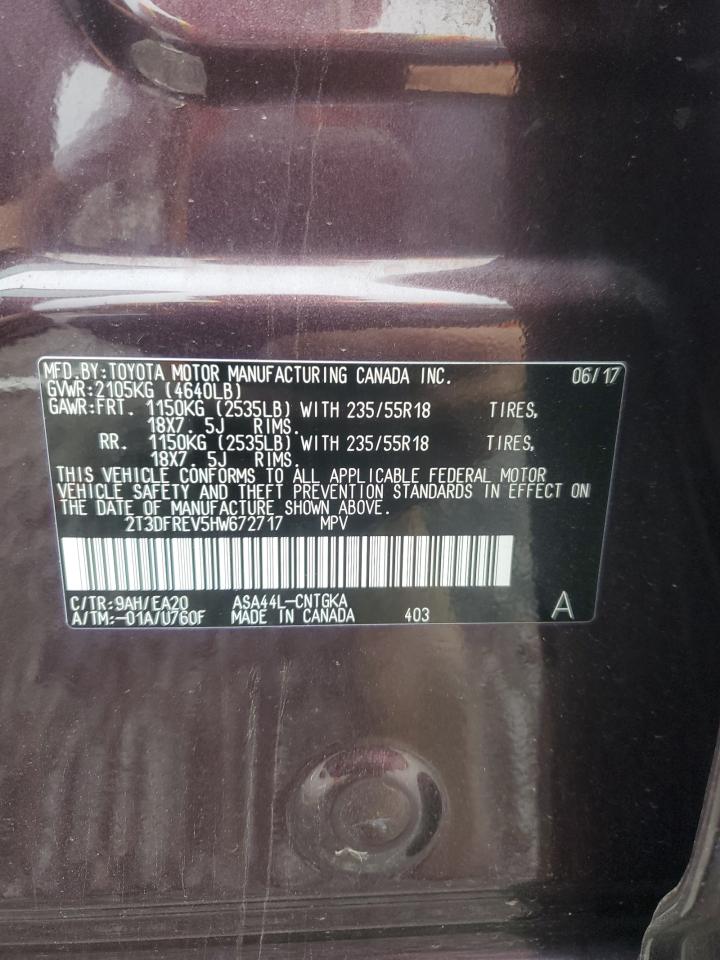 MFD.BY:TOYOTA MOTOR MANUFACTURING CANADA INC. 06/17
GVWR:2105KG (4640LB)
GAWR:FRT. 1150KG (2535LB) WITH 235/55R18 TIRES,
18X7. 5J RIMS.
RR. 1150KG (2535LB) WITH 235/55R18 TIRES,
18X7. 5J RIMS.
THIS VEHICLE CONFORMS TO ALL APPLICABLE FEDERAL MOTOR
VEHICLE SAFETY AND THEFT PREVENTION STANDARDS IN EFFECT ON
THE DATE OF MANUFACTURE SHOWN ABOVE.
2T3DFREV5HW672717 MPV
C/TR:9AH/EA20 ASA44L-CNTGKA
A/TM:-01A/U760F MADE IN CANADA 403 A